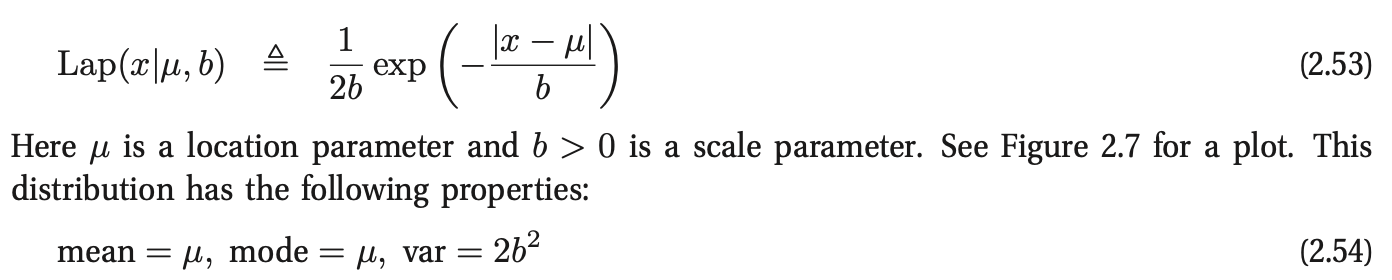 Lap(x|μ, b) ≜ 1/2b exp(−|x − μ|/b) (2.53)
Here μ is a location parameter and b > 0 is a scale parameter. See Figure 2.7 for a plot. This
distribution has the following properties:
mean = μ, mode = μ, var = 2b² (2.54)